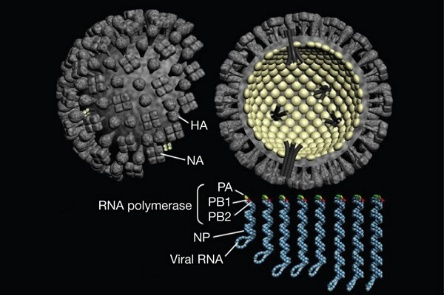 HA
NA
PA
RNA polymerase
PB1
PB2
NP
Viral RNA